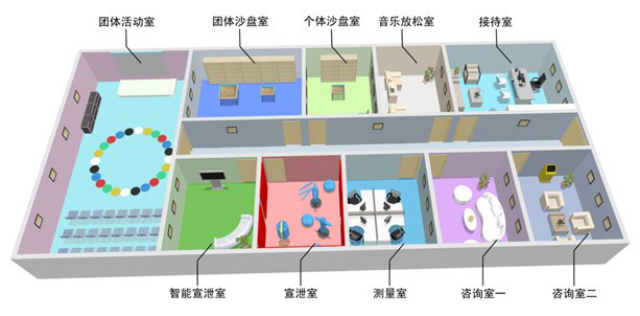 团体活动室
团体沙盘室
个体沙盘室
音乐放松室
接待室
智能宣泄室
宣泄室
测量室
咨询室一
咨询室二